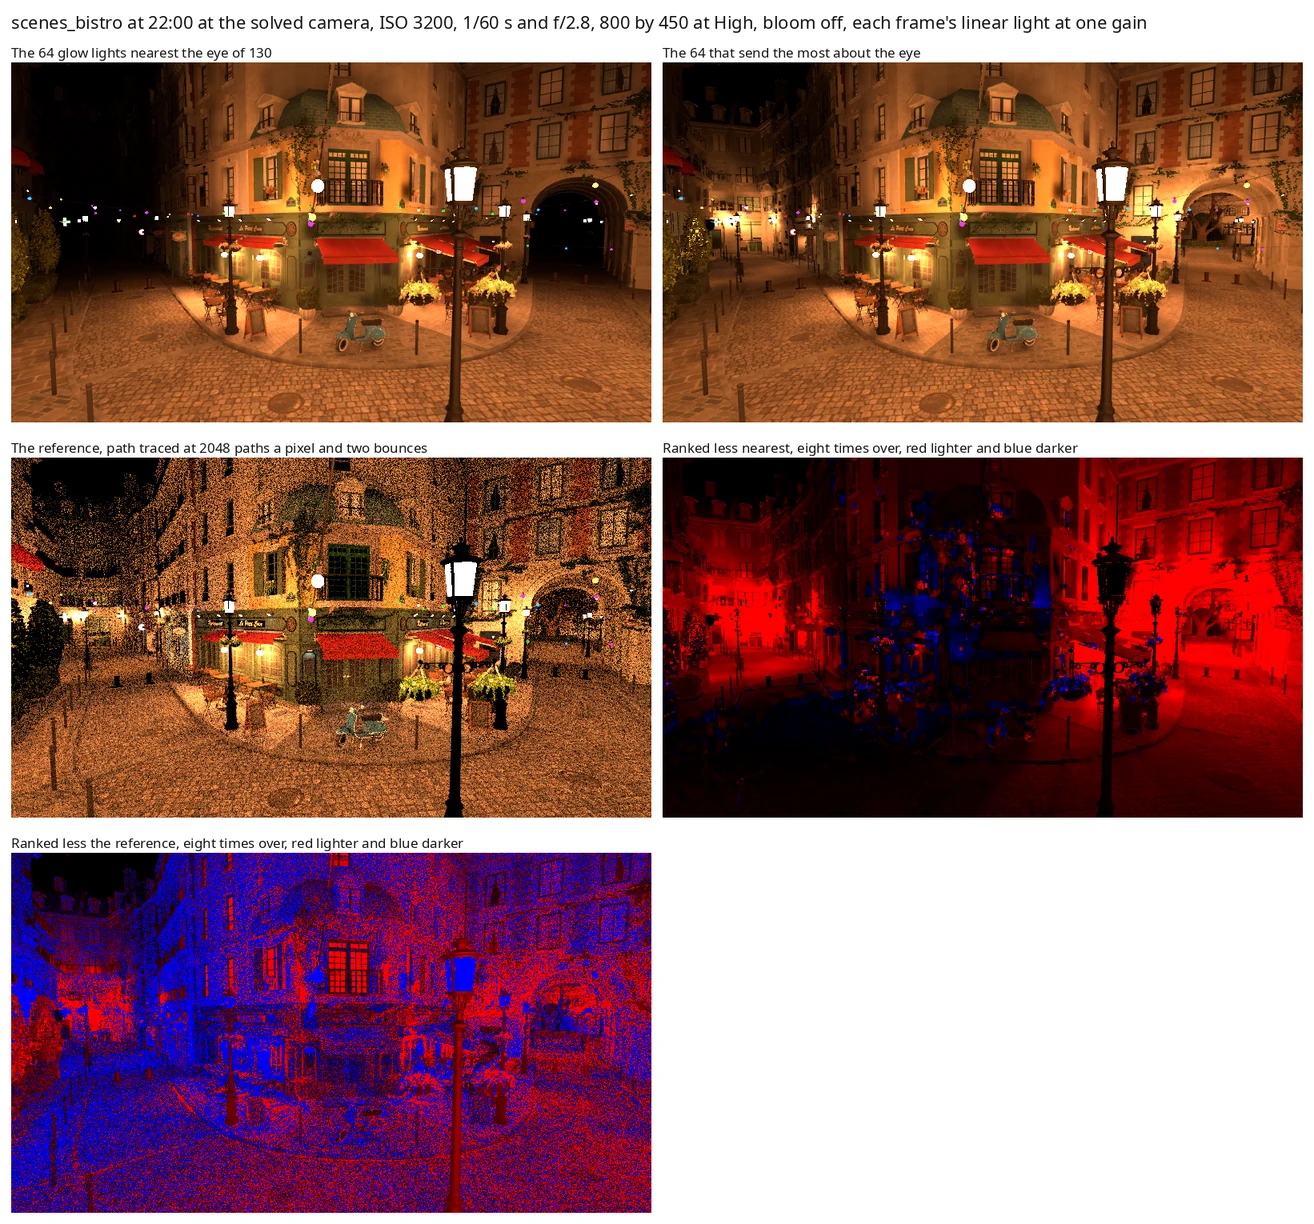 scenes_bistro at 22:00 at the solved camera, ISO 3200, 1/60 s and f/2.8, 800 by 450 at High, bloom off, each frame's linear light at one gain
The 64 glow lights nearest the eye of 130
The 64 that send the most about the eye
The reference, path traced at 2048 paths a pixel and two bounces
Ranked less nearest, eight times over, red lighter and blue darker
Ranked less the reference, eight times over, red lighter and blue darker